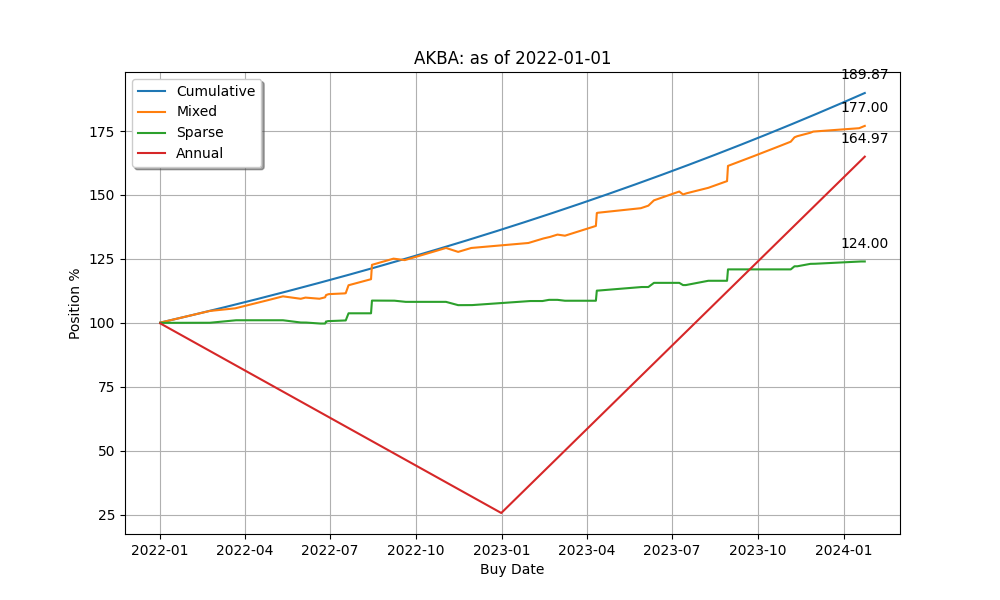 AKBA: as of 2022-01-01
Cumulative
Mixed
Sparse
Annual
189.87
177.00
164.97
124.00
Position %
175
150
125
100
75
50
25
2022-01 2022-04 2022-07 2022-10 2023-01 2023-04 2023-07 2023-10 2024-01
Buy Date